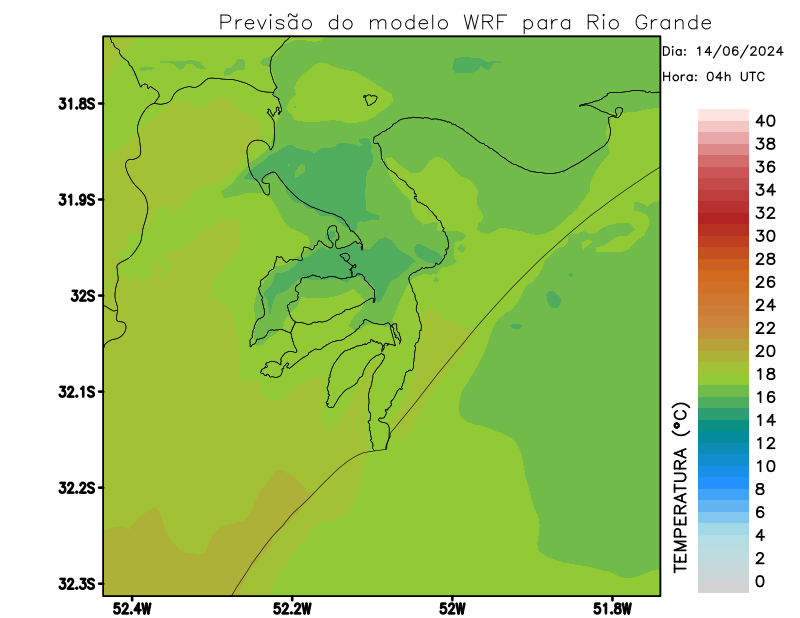 Previsão do modelo WRF para Rio Grande
Dia: 14/06/2024
Hora: 04h UTC
31.8S
31.9S
32S
32.1S
32.2S
32.3S
52.4W
52.2W
52W
51.8W
TEMPERATURA (°C)
40
38
36
34
32
30
28
26
24
22
20
18
16
14
12
10
8
6
4
2
0